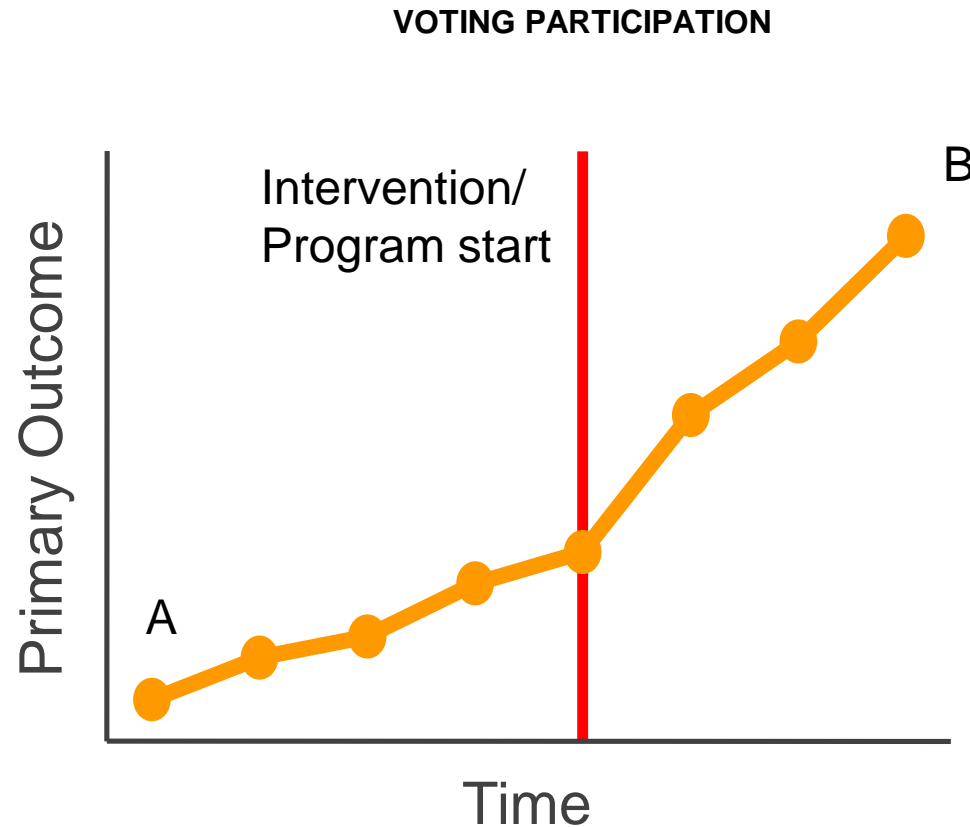 VOTING PARTICIPATION
B
Intervention/
Program start
Primary Outcome
A
Time